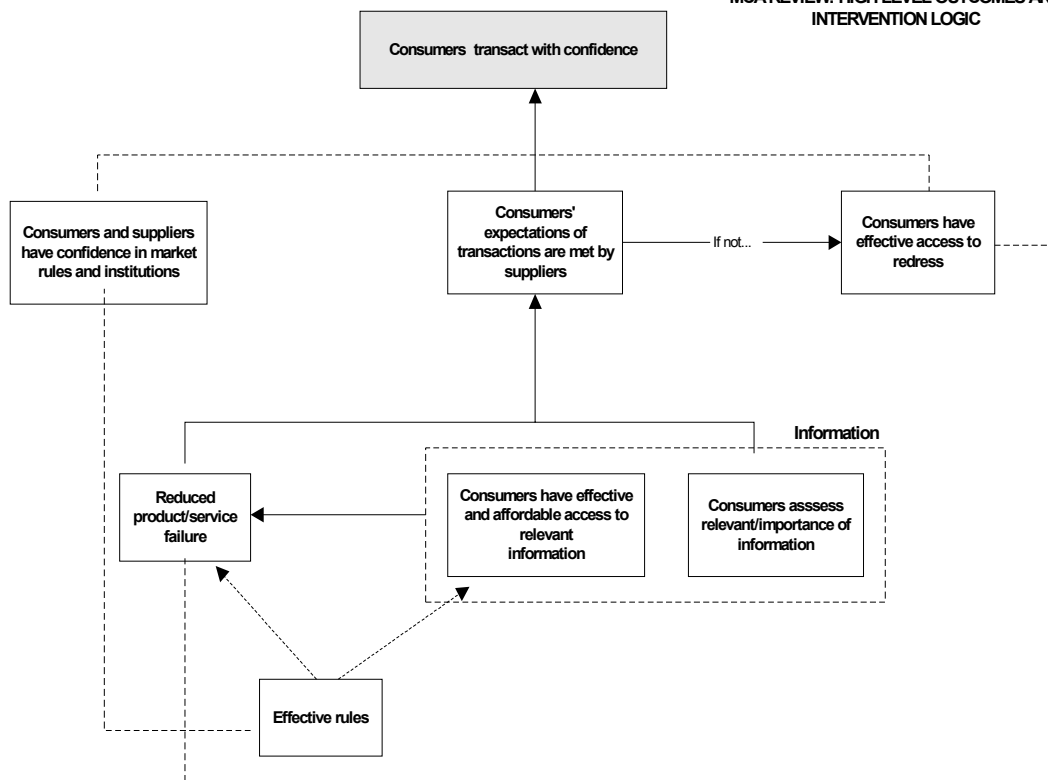 INTERVENTION LOGIC
Consumers transact with confidence
Consumers and suppliers
have confidence in market
rules and institutions
Consumers'
expectations of
transactions are met by
suppliers
If not...
Consumers have
effective access to
redress
Information
Reduced
product/service
failure
Consumers have effective
and affordable access to
relevant
information
Consumers asssess
relevant/importance of
information
Effective rules